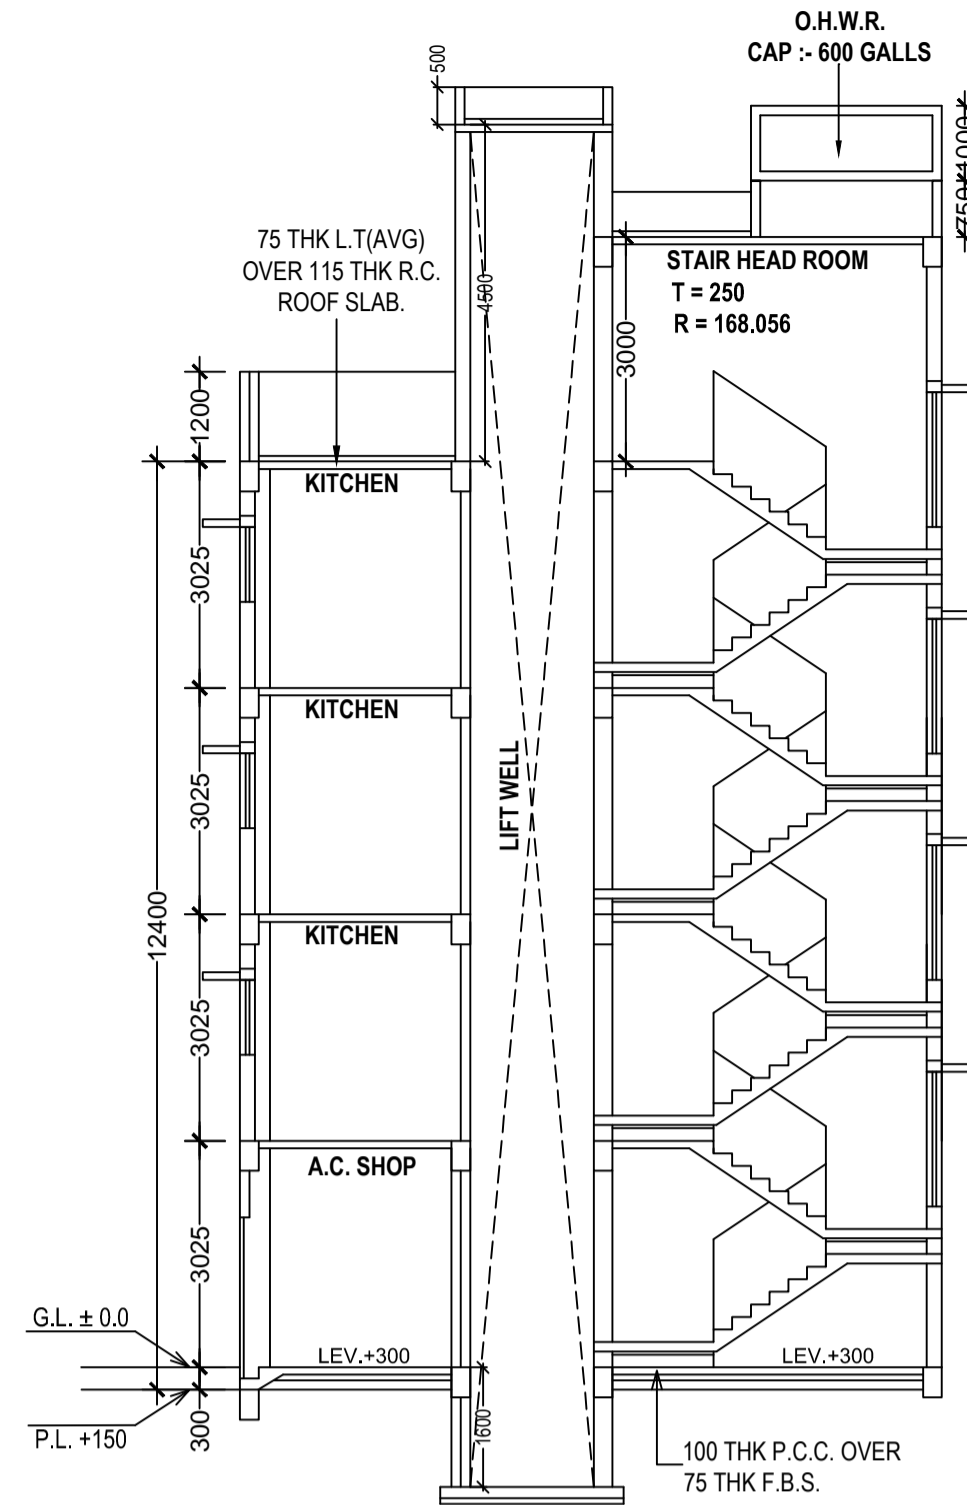 O.H.W.R.
CAP :- 600 GALLS
500
1000
750
75 THK L.T(AVG)
OVER 115 THK R.C.
ROOF SLAB.
STAIR HEAD ROOM
T = 250
R = 168.056
4500
3000
1200
KITCHEN
3025
KITCHEN
3025
LIFT WELL
12400
KITCHEN
3025
A.C. SHOP
3025
G.L. ± 0.0
LEV.+300
LEV.+300
P.L. +150
300
1600
100 THK P.C.C. OVER
75 THK F.B.S.